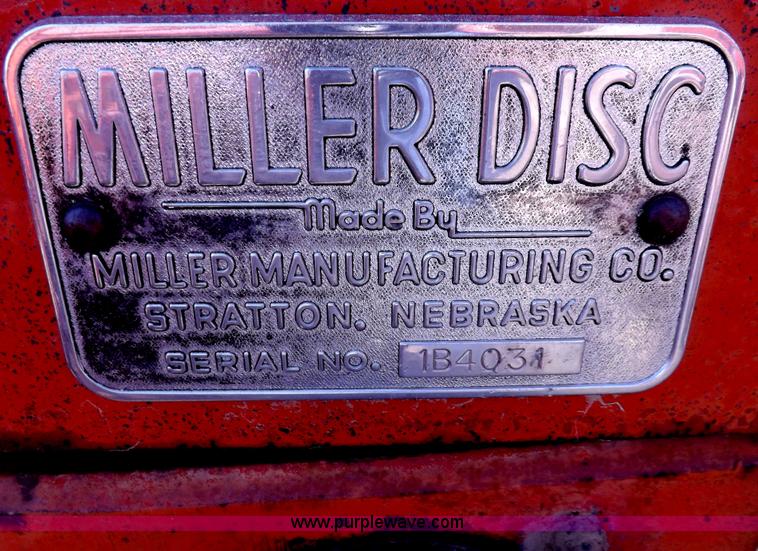 MILLER DISC
Made By
MILLER MANUFACTURING CO.
STRATTON, NEBRASKA
SERIAL NO. 1B4031
www.purplewave.com